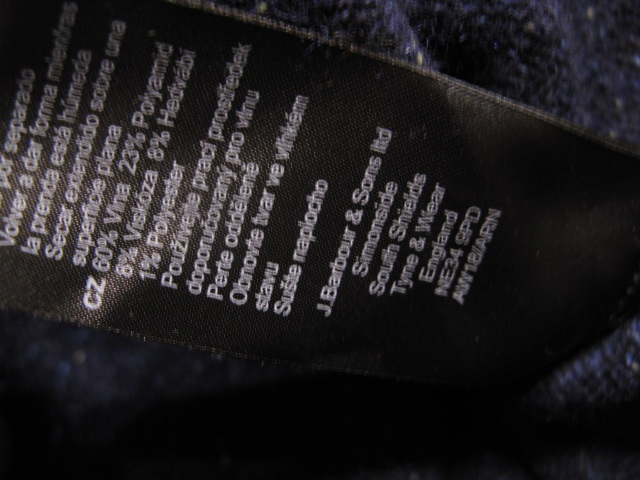 por separado
Volver a dar forma mientras
la prenda está húmeda
Secar extendido sobre una
superficie plana
CZ 60% Vlna 23% Polyamid
8% Viskóza 8% Hedvábí
1% Polyester
Používejte prací prostředek
doporučovaný pro vlnu
Perte odděleně
Obnovte tvar ve vlhkém
stavu
Sušte naplocho
J.Barbour & Sons ltd
Simonside
South Shields
Tyne & Wear
England
NE34 9PD
AW18/ARN